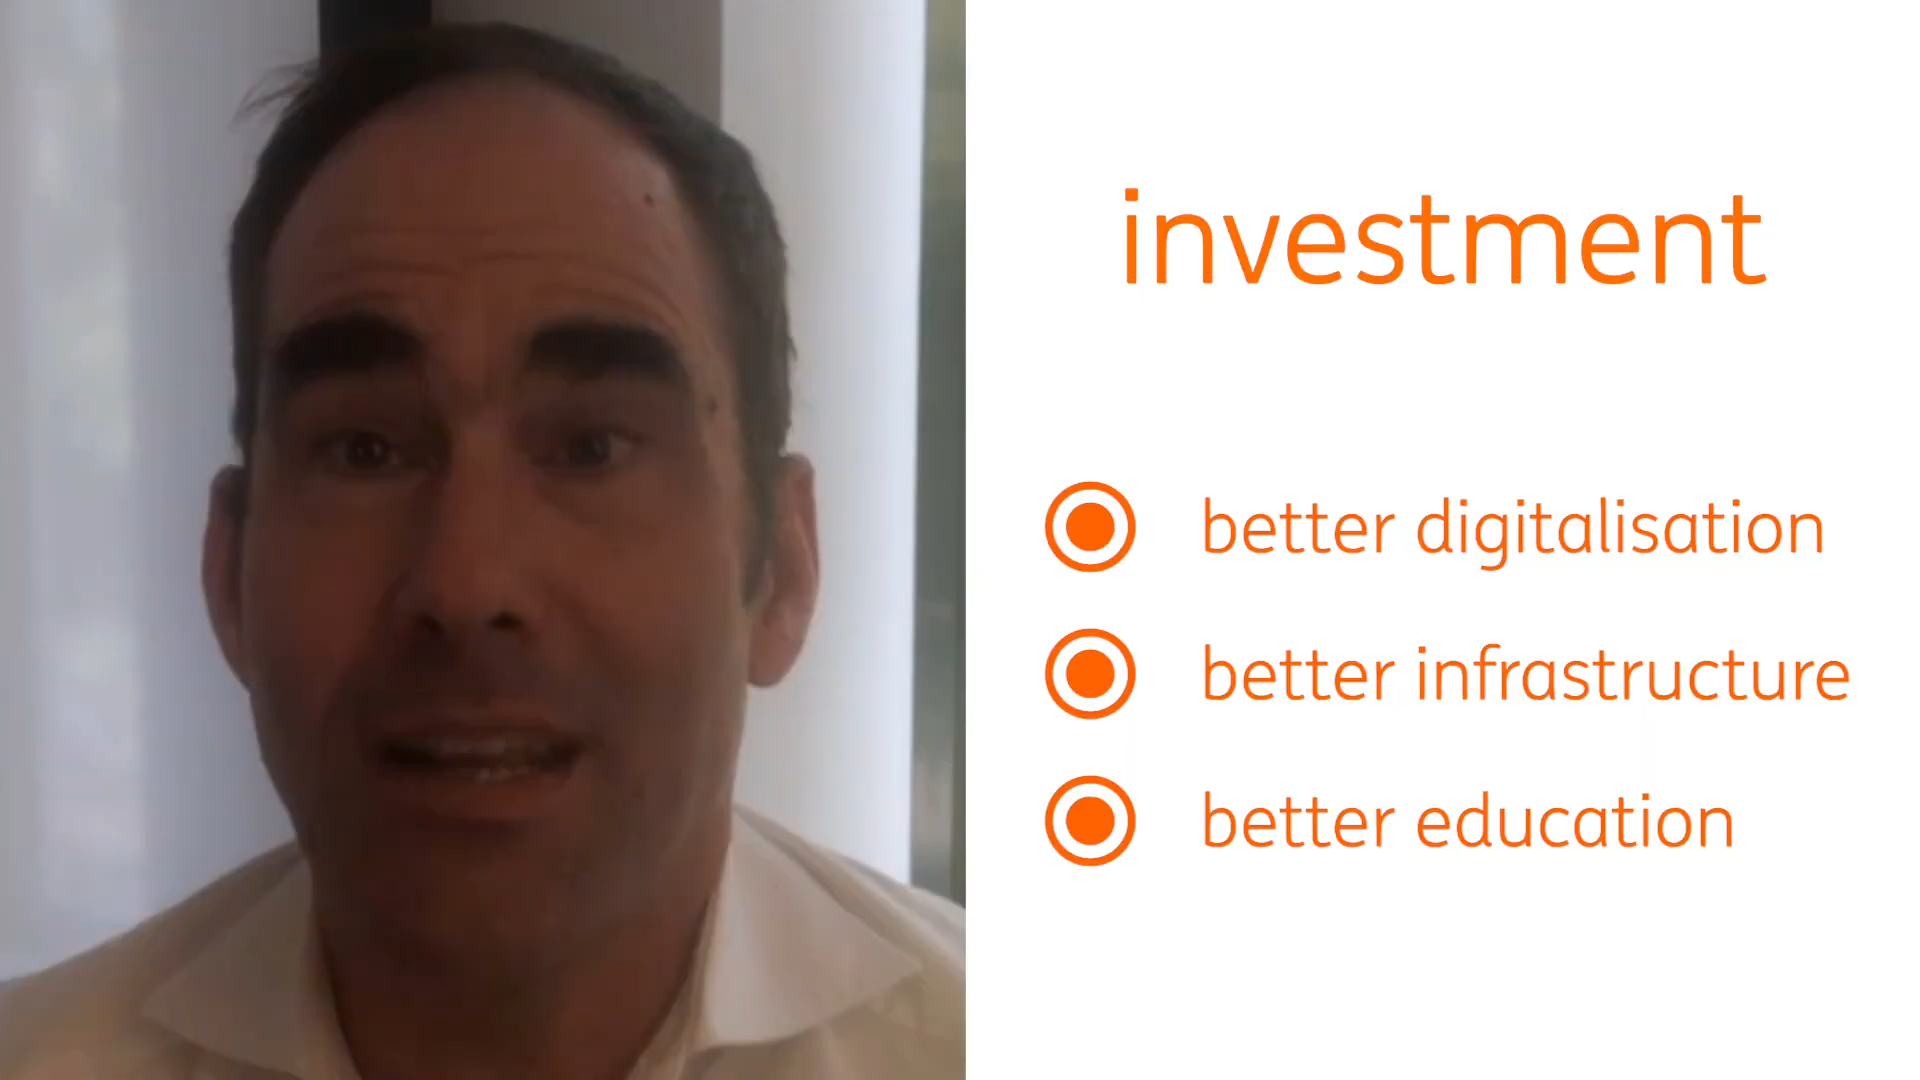 investment
better digitalisation
better infrastructure
better education